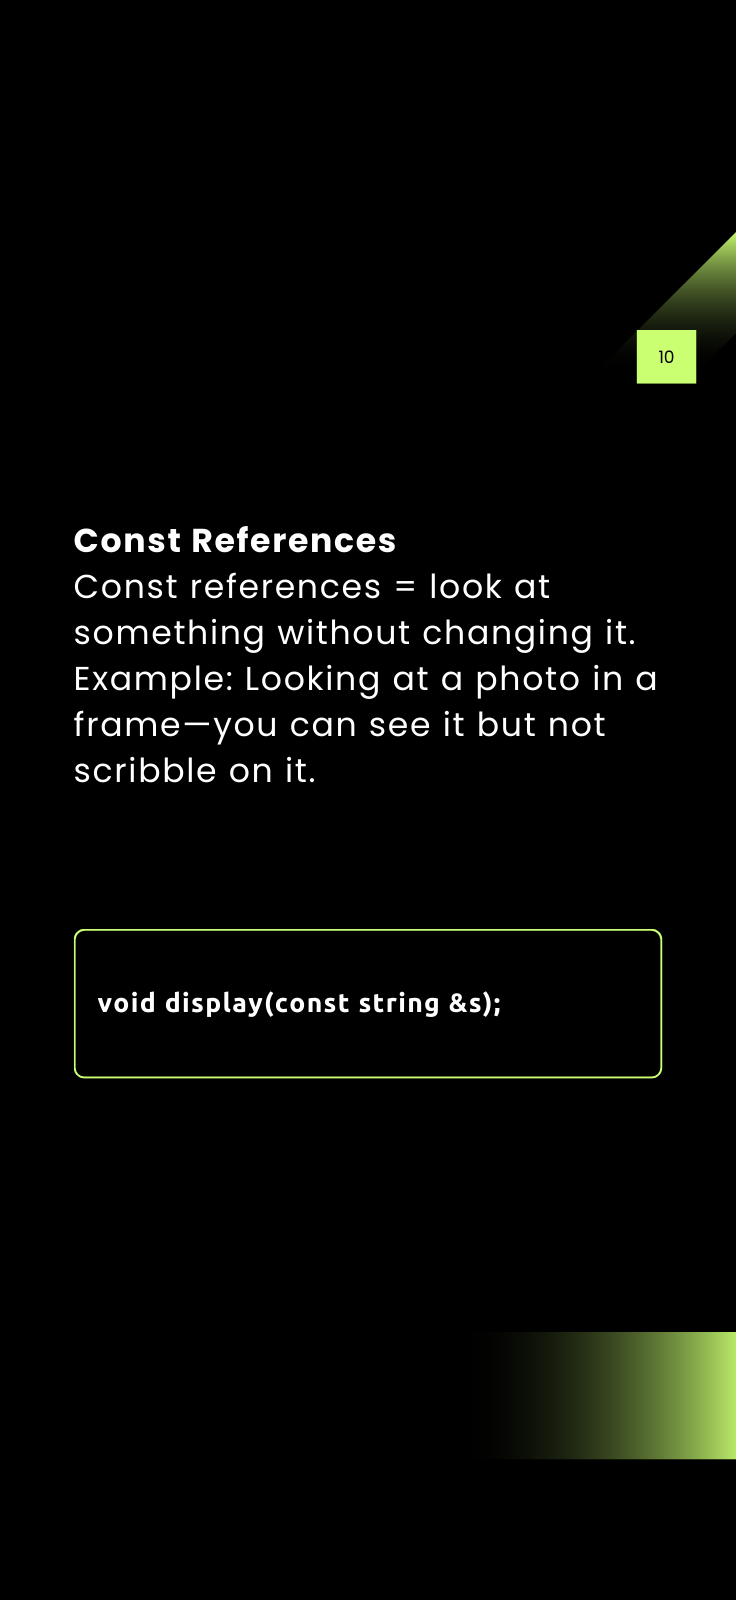 10
Const References
Const references = look at
something without changing it.
Example: Looking at a photo in a
frame—you can see it but not
scribble on it.
void display(const string &s);